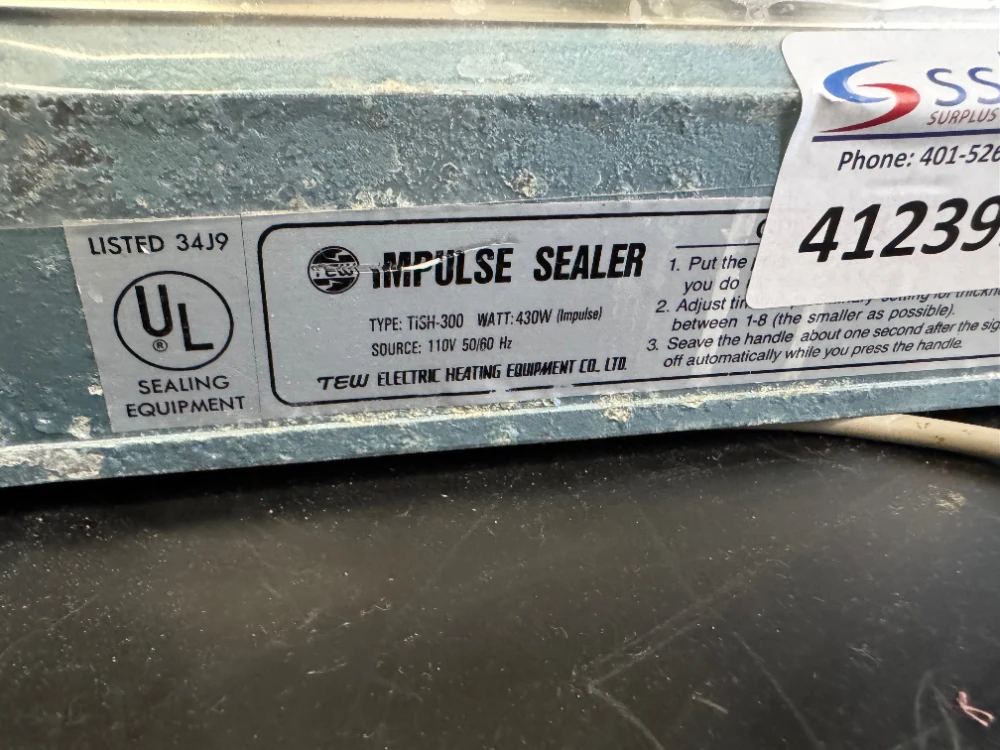 LISTED 34J9
UL
®
SEALING
EQUIPMENT
TEW
IMPULSE SEALER
TYPE: TiSH-300 WATT: 430W (Impulse)
SOURCE: 110V 50/60 Hz
TEW ELECTRIC HEATING EQUIPMENT CO., LTD.
1. Put the
you do
2. Adjust
between 1-8 (the smaller as possible).
3. Seave the handle about one second after the
off automatically while you press the handle.
SURPLUS
Phone: 401-526
41239